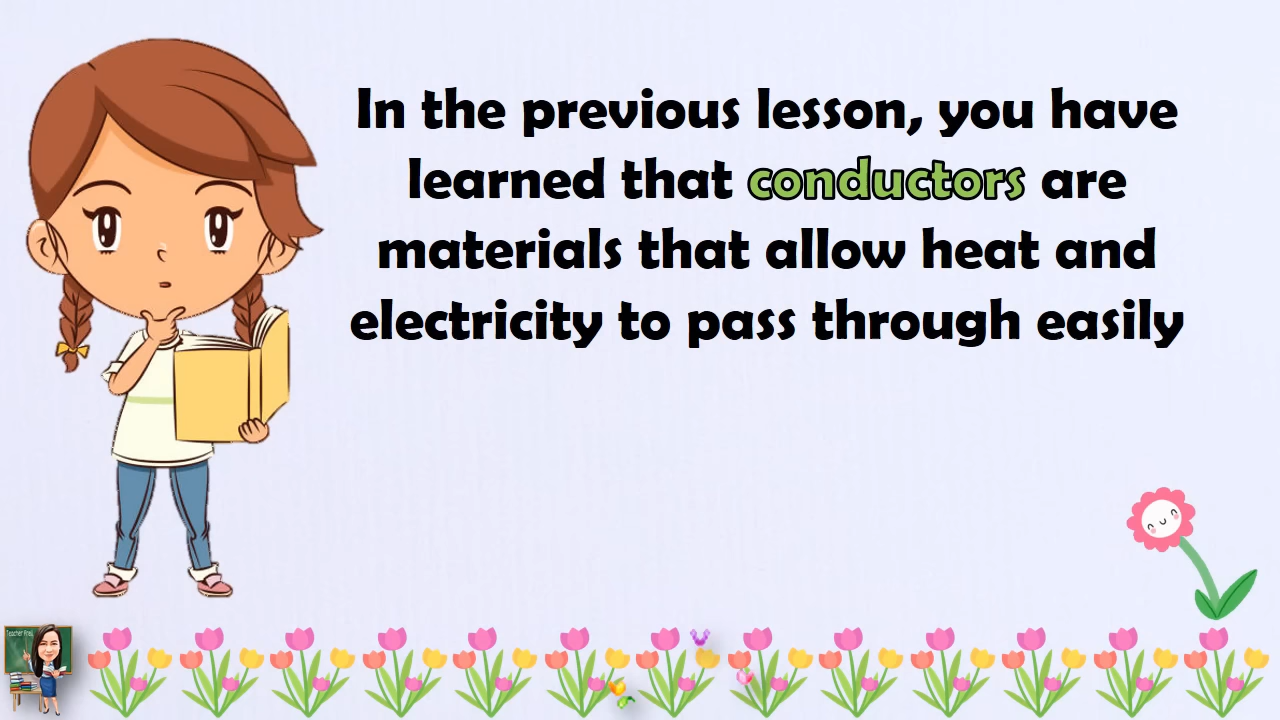 In the previous lesson, you have
learned that conductors are
materials that allow heat and
electricity to pass through easily